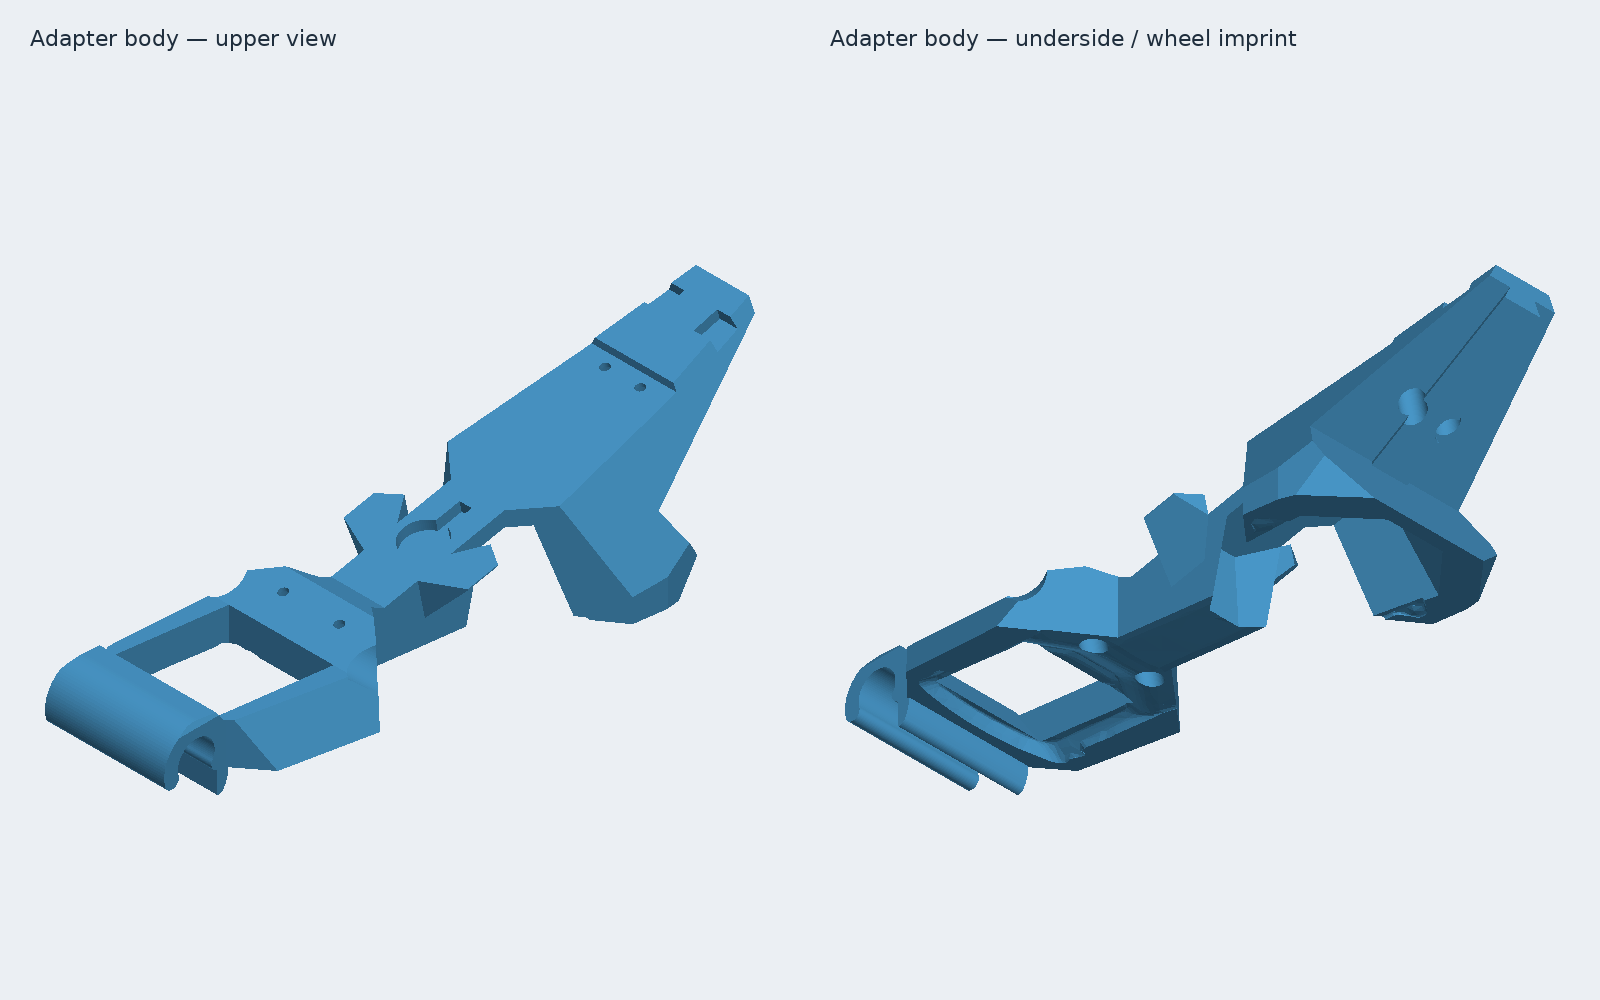 Adapter body — upper view
Adapter body — underside / wheel imprint